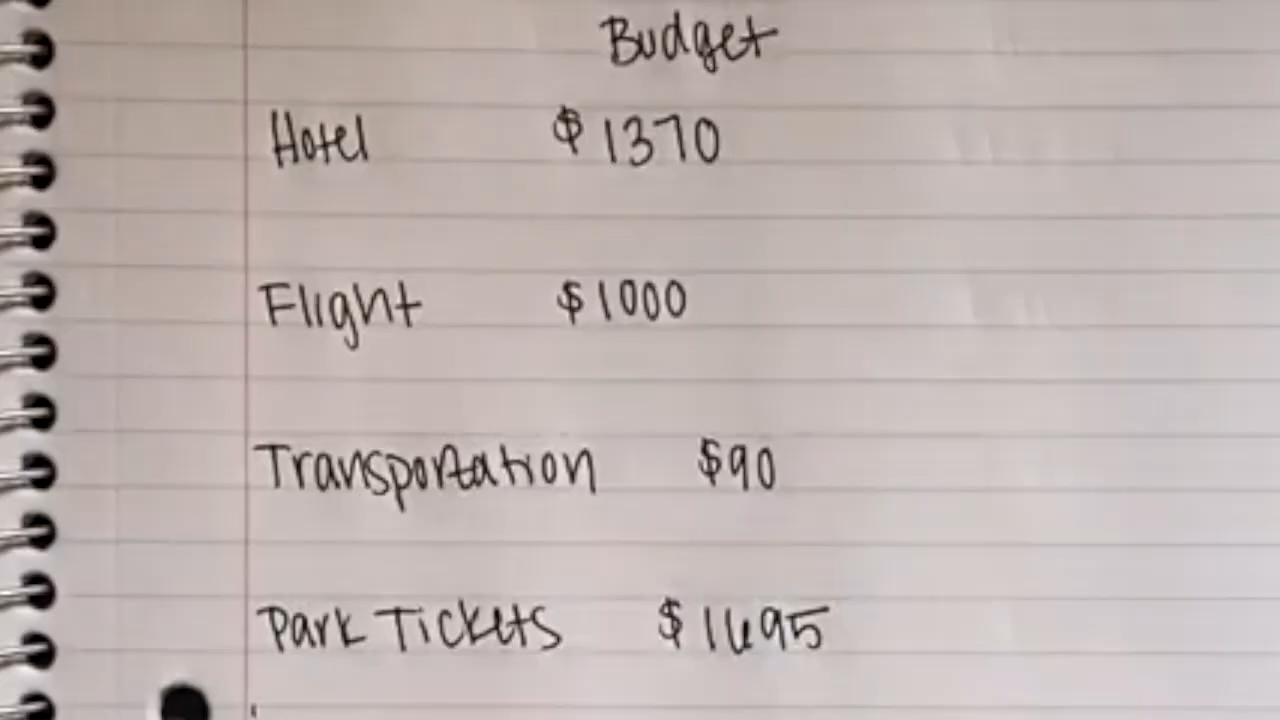 Budget
Hotel $1370
Flight $1000
Transportation $90
Park Tickets $1695